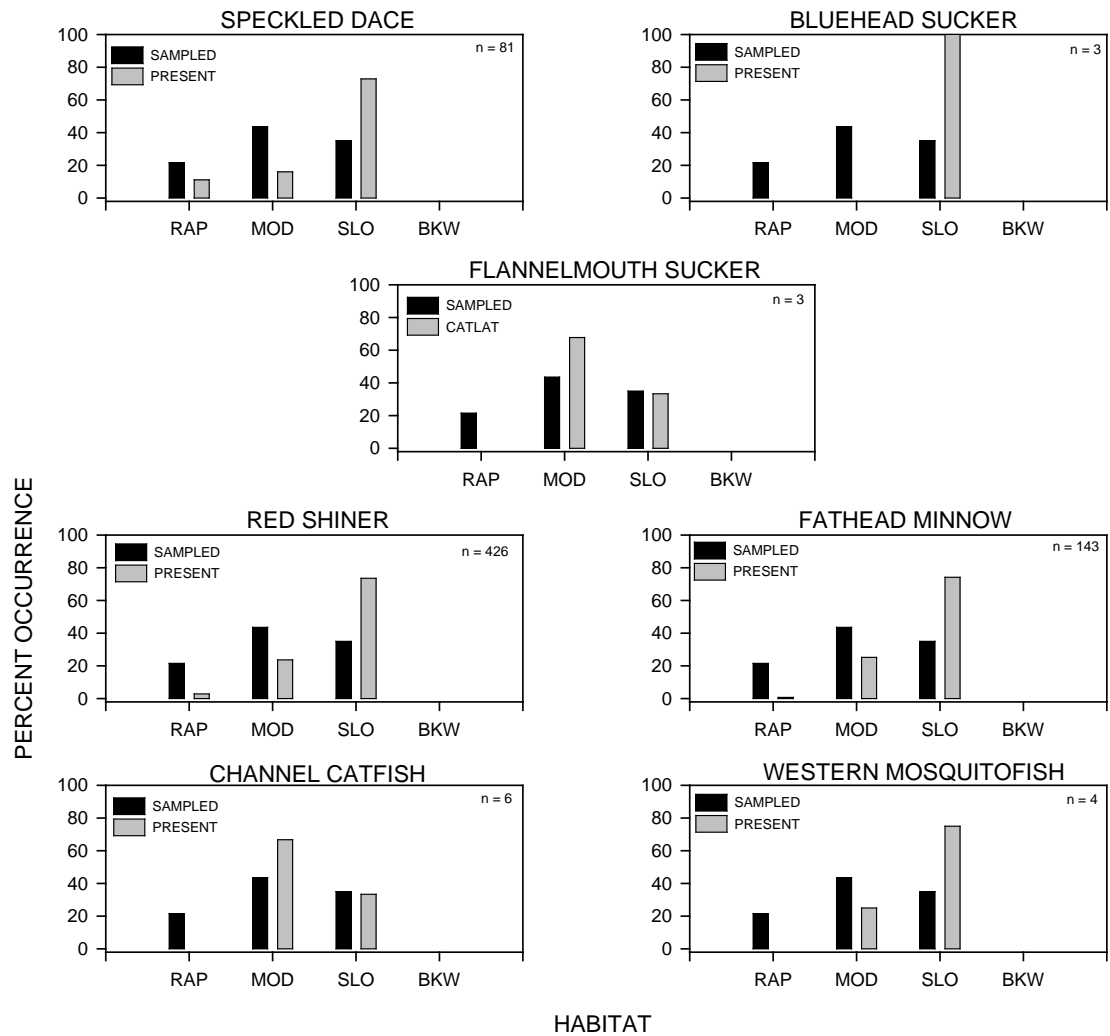 SPECKLED DACE
n = 81
SAMPLED
PRESENT
100
80
60
40
20
0
RAP MOD SLO BKW
BLUEHEAD SUCKER
n = 3
SAMPLED
PRESENT
100
80
60
40
20
0
RAP MOD SLO BKW
FLANNELMOUTH SUCKER
n = 3
SAMPLED
CATLAT
100
80
60
40
20
0
RAP MOD SLO BKW
PERCENT OCCURRENCE
RED SHINER
n = 426
SAMPLED
PRESENT
100
80
60
40
20
0
RAP MOD SLO BKW
FATHEAD MINNOW
n = 143
SAMPLED
PRESENT
100
80
60
40
20
0
RAP MOD SLO BKW
CHANNEL CATFISH
n = 6
SAMPLED
PRESENT
100
80
60
40
20
0
RAP MOD SLO BKW
WESTERN MOSQUITOFISH
n = 4
SAMPLED
PRESENT
100
80
60
40
20
0
RAP MOD SLO BKW
HABITAT